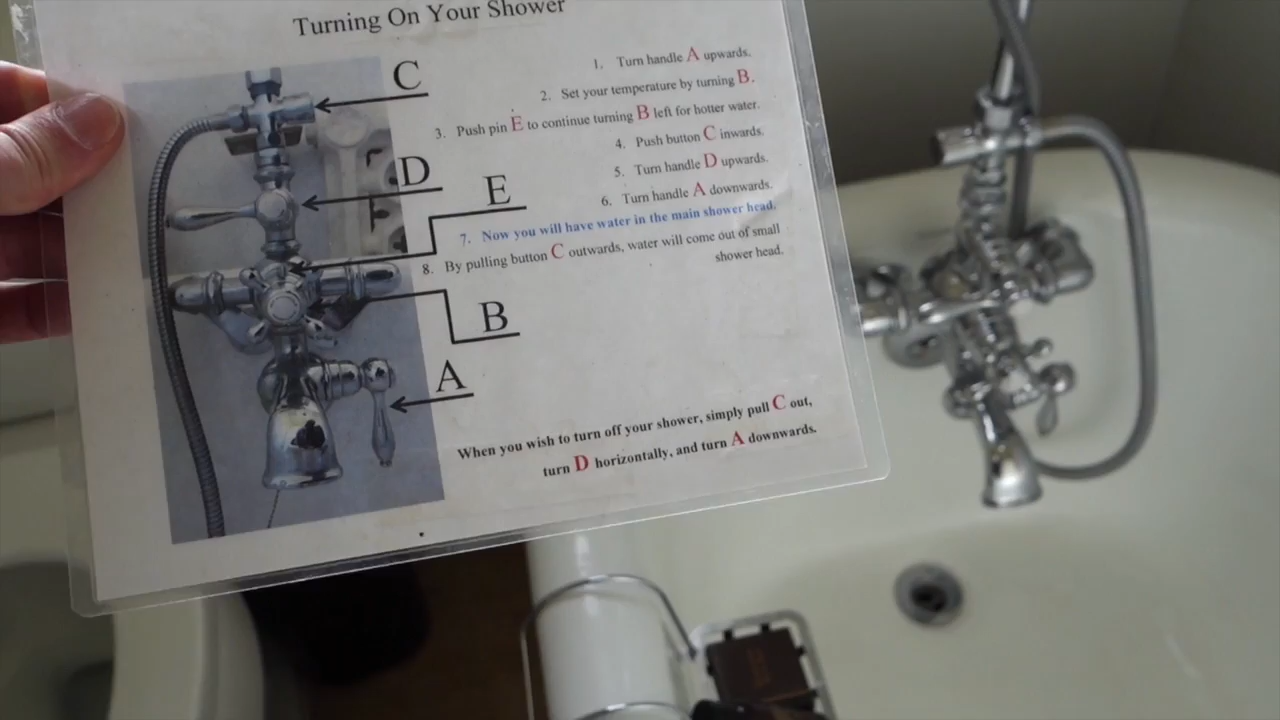 Turning On Your Shower
1. Turn handle A upwards.
2. Set your temperature by turning B.
3. Push pin E to continue turning B left for hotter water.
4. Push button C inwards.
5. Turn handle D upwards.
6. Turn handle A downwards.
7. Now you will have water in the main shower head.
8. By pulling button C outwards, water will come out of small
shower head.
C
D
E
B
A
When you wish to turn off your shower, simply pull C out,
turn D horizontally, and turn A downwards.